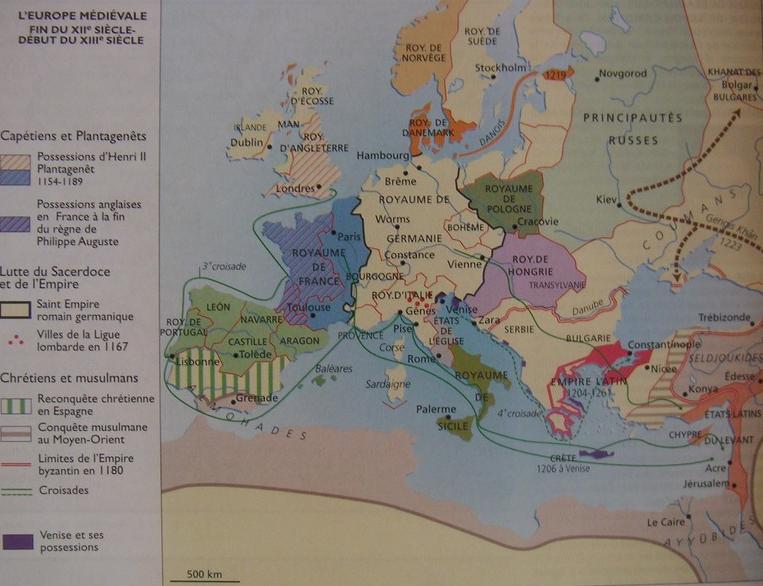 L'EUROPE MÉDIÉVALE
FIN DU XIIᵉ SIÈCLE-
DÉBUT DU XIIIᵉ SIÈCLE
Capétiens et Plantagenêts
Possessions d'Henri II
Plantagenêt
1154-1189
Possessions anglaises
en France à la fin
du règne de
Philippe Auguste
Lutte du Sacerdoce
et de l'Empire
Saint Empire
romain germanique
Villes de la Ligue
lombarde en 1167
Chrétiens et musulmans
Reconquête chrétienne
en Espagne
Conquête musulmane
au Moyen-Orient
Limites de l'Empire
byzantin en 1180
Croisades
Venise et ses
possessions
ROY. DE
NORVÈGE
ROY. DE
SUÈDE
Stockholm
1219
Novgorod
KHANAT DES
Bolgar
BULGARES
ROY.
D'ÉCOSSE
IRLANDE
MAN
Dublin
ROY.
D'ANGLETERRE
Londres
ROY. DE
DANEMARK
DANOIS
PRINCIPAUTÉS
RUSSES
Hambourg
Brême
ROYAUME DE
GERMANIE
Worms
Constance
BOHÊME
Vienne
ROYAUME
DE
POLOGNE
Cracovie
Kiev
COUMANS
Gengis Khân
1223
Paris
ROYAUME
DE
FRANCE
BOURGOGNE
ROY. DE
HONGRIE
TRANSYLVANIE
3ᵉ croisade
Toulouse
PROVENCE
ROY. D'ITALIE
Gênes
Venise
Pise
ÉTATS
DE
L'ÉGLISE
Zara
SERBIE
Danube
BULGARIE
LEÓN
NAVARRE
ROY. DE
PORTUGAL
CASTILLE
ARAGON
Tolède
Lisbonne
Grenade
ALMOHADES
Baléares
Corse
Sardaigne
Rome
ROYAUME
DE
SICILE
Palerme
4ᵉ croisade
EMPIRE LATIN
1204-1261
Constantinople
Nicée
Trébizonde
SELDJOUKIDES
Édesse
Konya
ÉTATS LATINS
DU LEVANT
CHYPRE
CRÈTE
1206 à Venise
Acre
Jérusalem
Le Caire
AYYÛBIDES
500 km